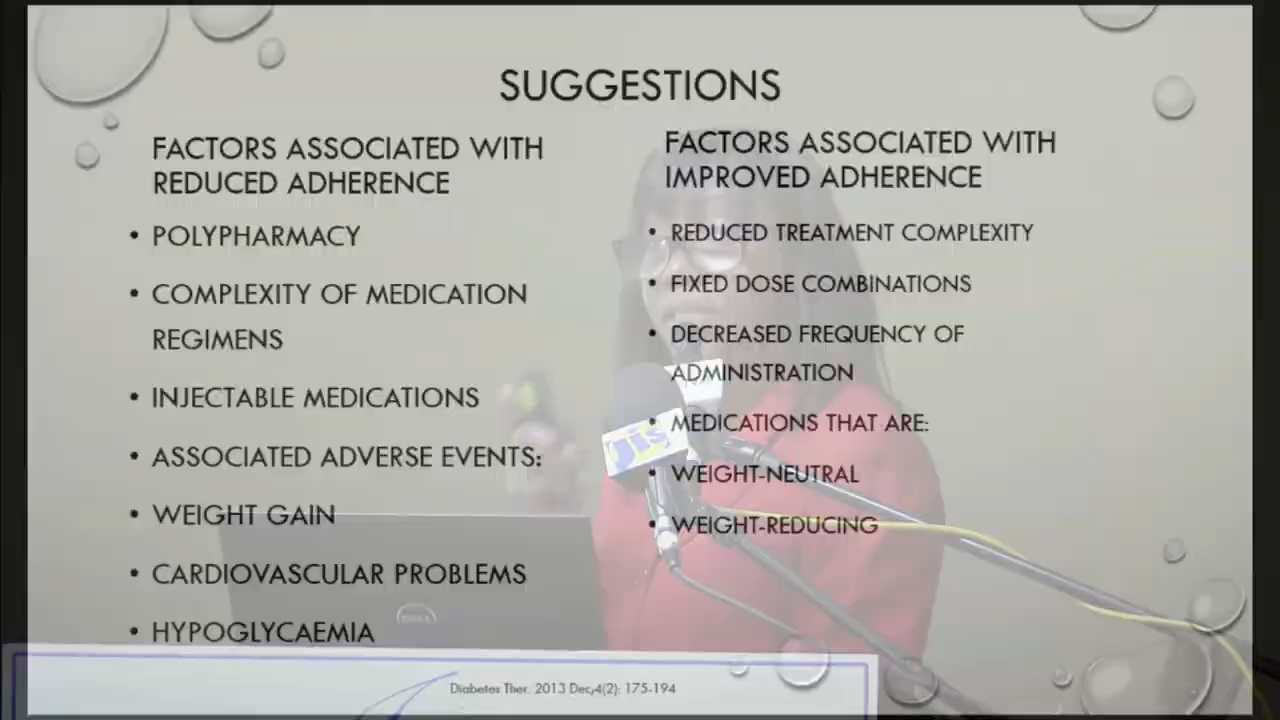 SUGGESTIONS
FACTORS ASSOCIATED WITH
REDUCED ADHERENCE
• POLYPHARMACY
• COMPLEXITY OF MEDICATION
REGIMENS
• INJECTABLE MEDICATIONS
• ASSOCIATED ADVERSE EVENTS:
• WEIGHT GAIN
• CARDIOVASCULAR PROBLEMS
• HYPOGLYCAEMIA
FACTORS ASSOCIATED WITH
IMPROVED ADHERENCE
• REDUCED TREATMENT COMPLEXITY
• FIXED DOSE COMBINATIONS
• DECREASED FREQUENCY OF
ADMINISTRATION
• MEDICATIONS THAT ARE:
• WEIGHT-NEUTRAL
• WEIGHT-REDUCING
jis
Diabetes Ther. 2013 Dec;4(2): 175-194